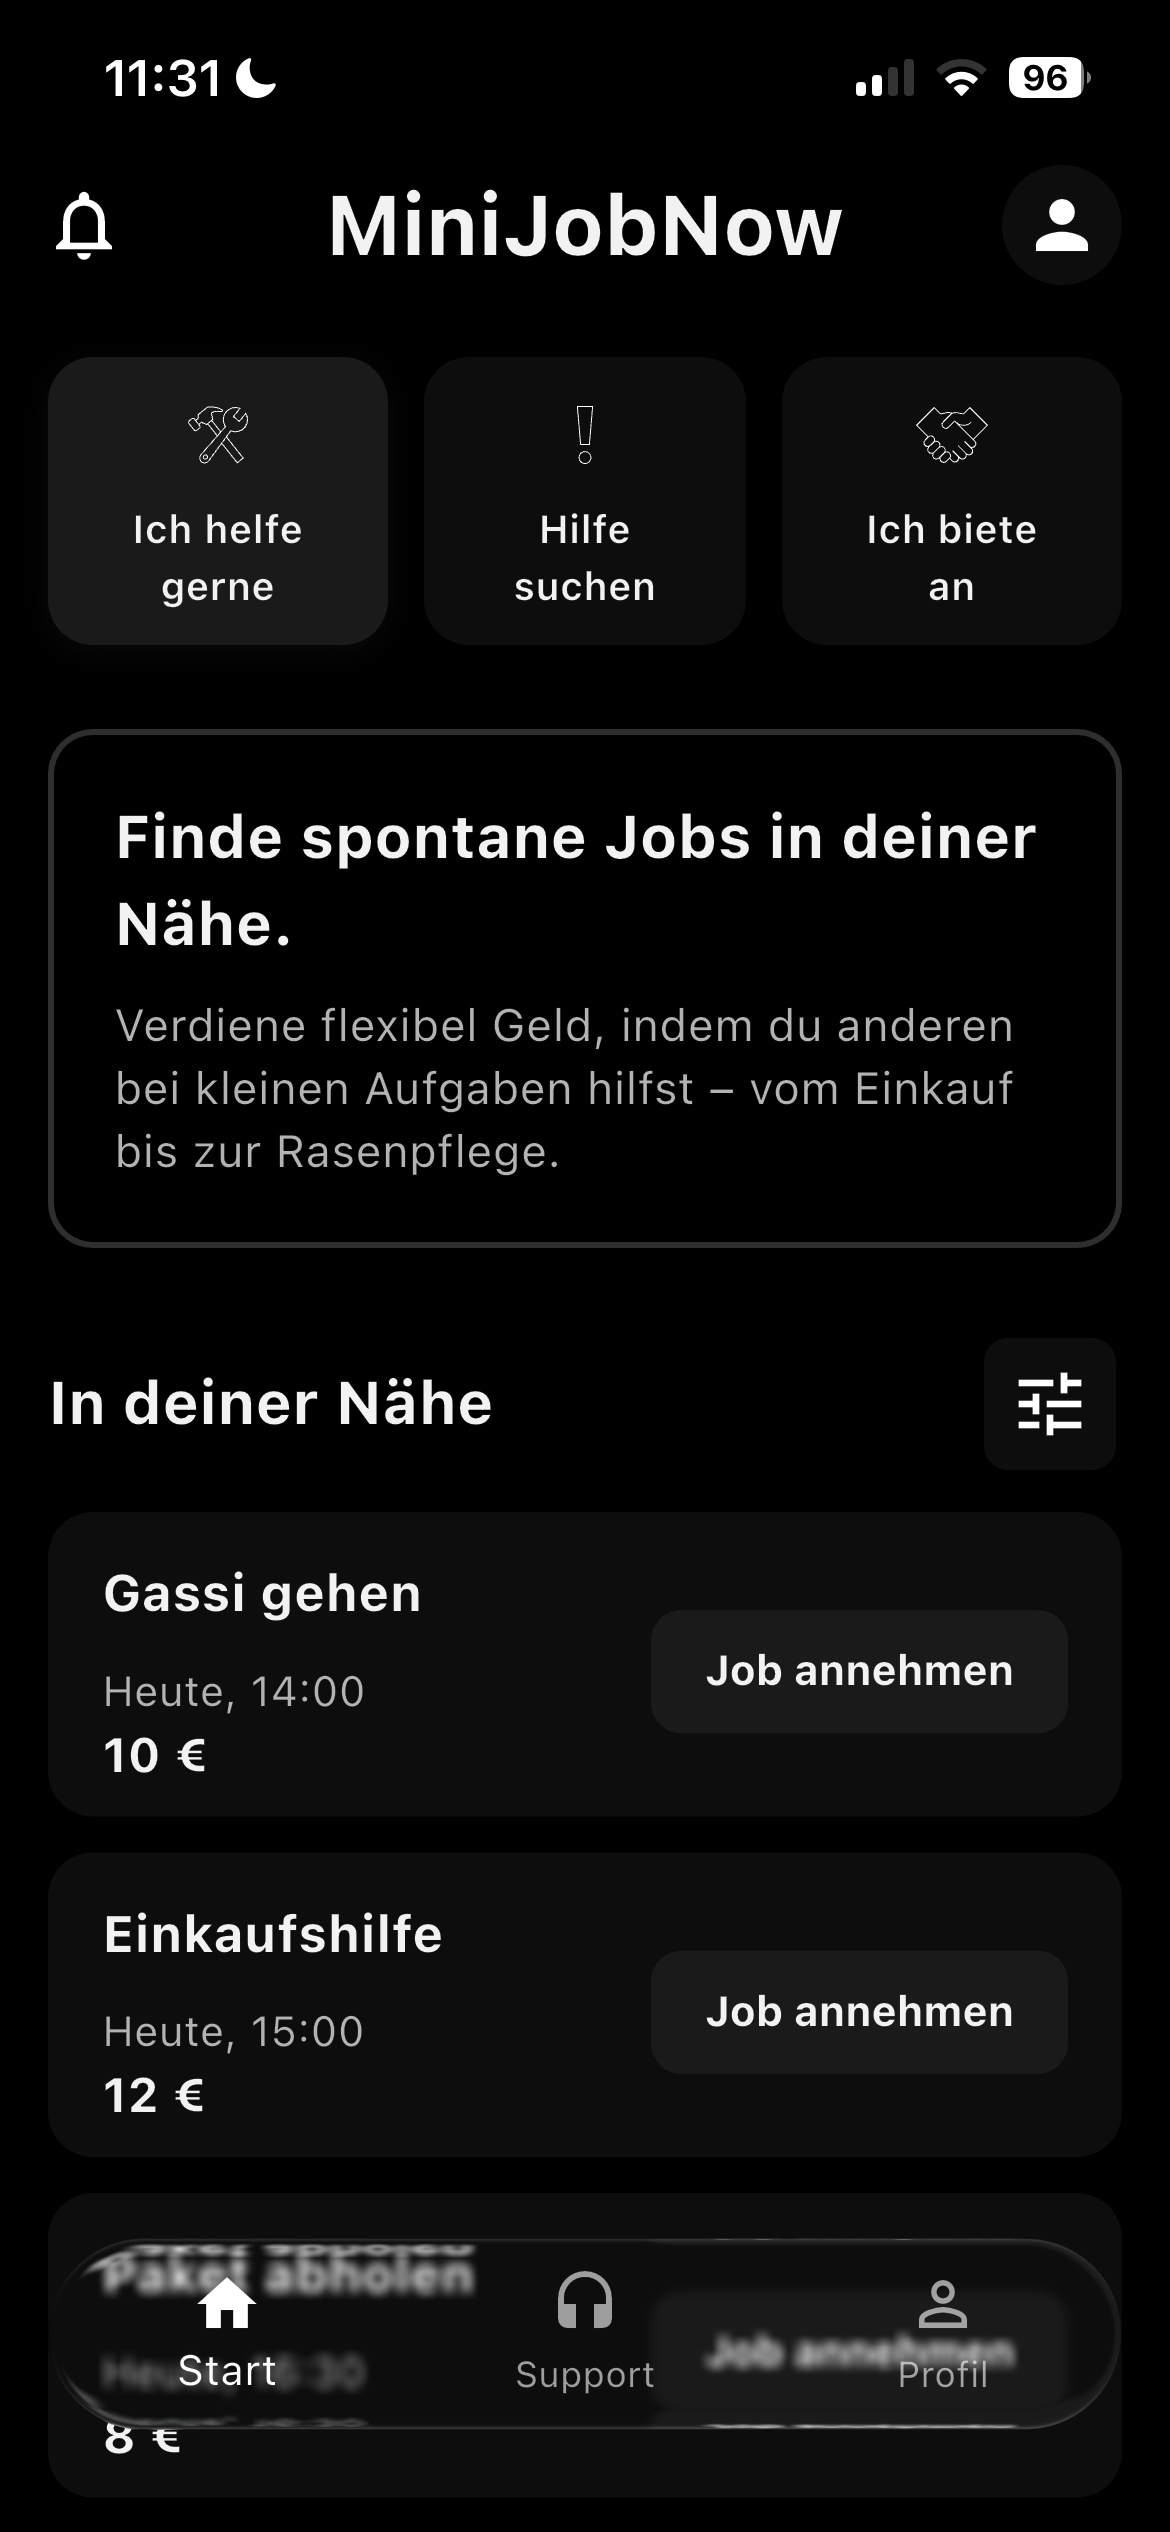 11:31
96
MiniJobNow
Ich helfe
gerne
Hilfe
suchen
Ich biete
an
Finde spontane Jobs in deiner
Nähe.
Verdiene flexibel Geld, indem du anderen
bei kleinen Aufgaben hilfst – vom Einkauf
bis zur Rasenpflege.
In deiner Nähe
Gassi gehen
Heute, 14:00
10 €
Job annehmen
Einkaufshilfe
Heute, 15:00
12 €
Job annehmen
Paket abholen
Job annehmen
8 €
Start
Support
Profil